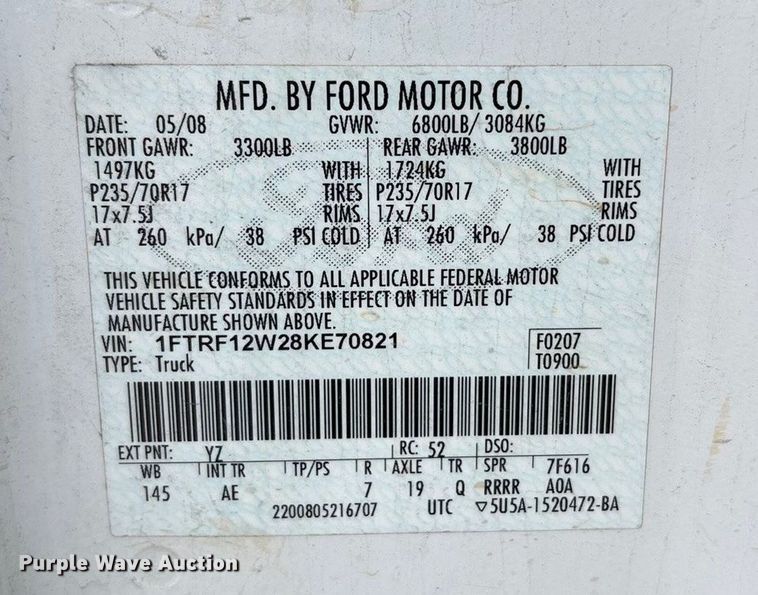 MFD. BY FORD MOTOR CO.
DATE: 05/08 GVWR: 6800LB/ 3084KG
FRONT GAWR: 3300LB REAR GAWR: 3800LB
1497KG WITH 1724KG WITH
P235/70R17 TIRES P235/70R17 TIRES
17x7.5J RIMS 17x7.5J RIMS
AT 260 kPa/ 38 PSI COLD AT 260 kPa/ 38 PSI COLD
THIS VEHICLE CONFORMS TO ALL APPLICABLE FEDERAL MOTOR
VEHICLE SAFETY STANDARDS IN EFFECT ON THE DATE OF
MANUFACTURE SHOWN ABOVE.
VIN: 1FTRF12W28KE70821 F0207
TYPE: Truck T0900
EXT PNT: YZ RC: 52 DSO:
WB INT TR TP/PS R AXLE TR SPR 7F616
145 AE 7 19 Q RRRR A0A
2200805216707 UTC ▽5U5A-1520472-BA
Purple Wave Auction